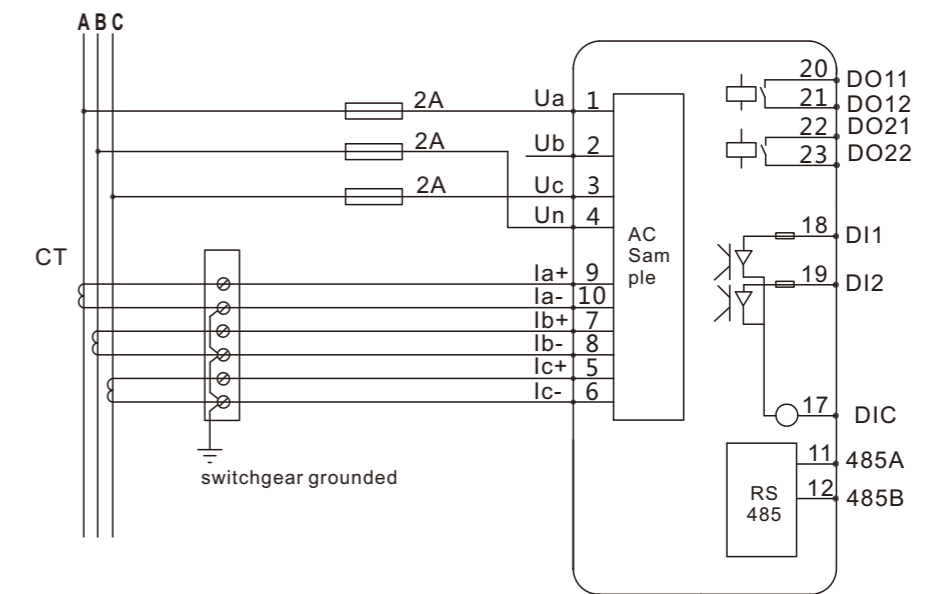 A B C
2A
Ua
1
2A
Ub
2
2A
Uc
3
Un
4
AC
Sam
ple
CT
Ia+
9
Ia-
10
Ib+
7
Ib-
8
Ic+
5
Ic-
6
switchgear grounded
20
DO11
21
DO12
22
DO21
23
DO22
18
DI1
19
DI2
17
DIC
11
485A
12
485B
RS
485